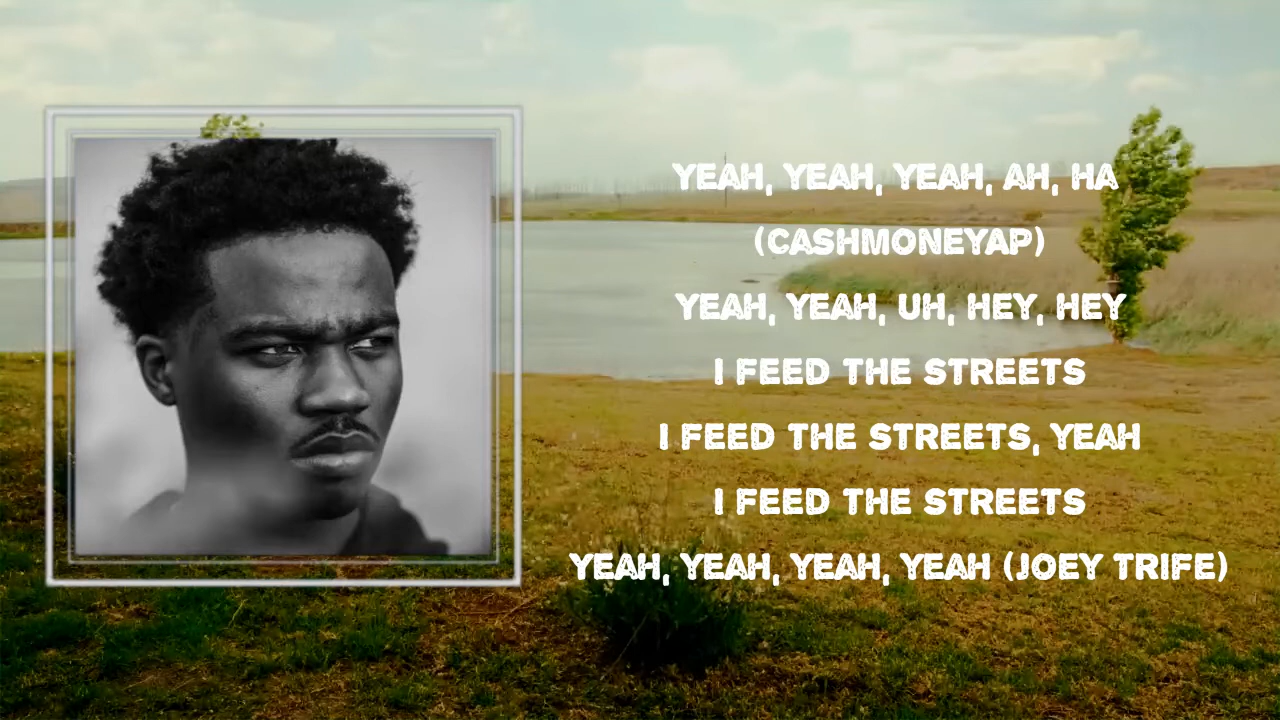 YEAH, YEAH, YEAH, AH, HA
(CASHMONEYAP)
YEAH, YEAH, UH, HEY, HEY
I FEED THE STREETS
I FEED THE STREETS, YEAH
I FEED THE STREETS
YEAH, YEAH, YEAH, YEAH (JOEY TRIFE)